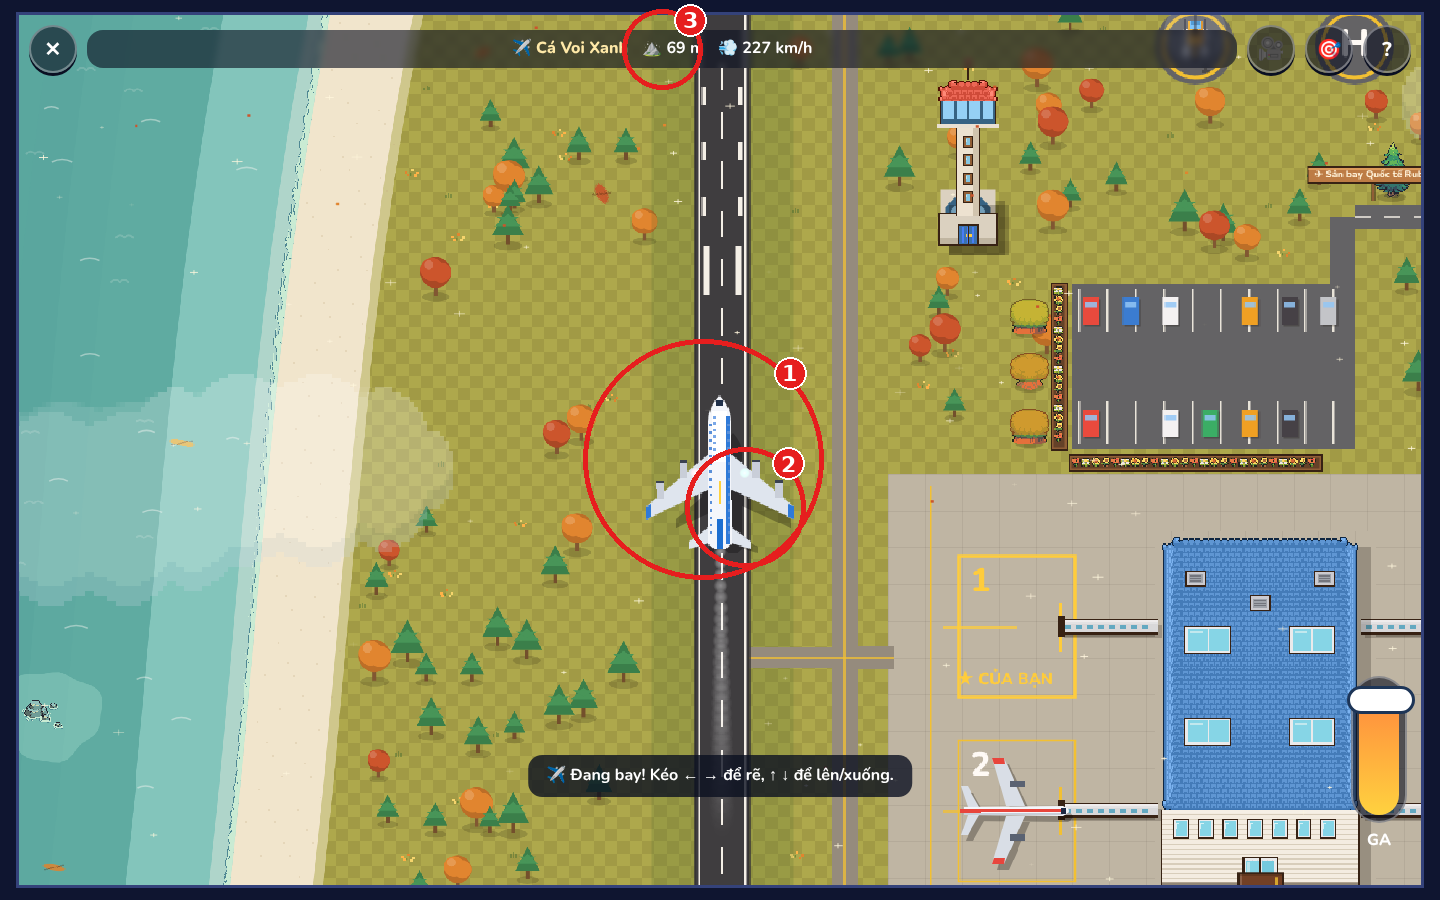 3
✕
✈️ Cá Voi Xanh
69 m
227 km/h
H
?
✈ Sân bay Quốc tế
1
2
1
★ CỦA BẠN
2
✈️ Đang bay! Kéo ← → để rẽ, ↑ ↓ để lên/xuống.
GA